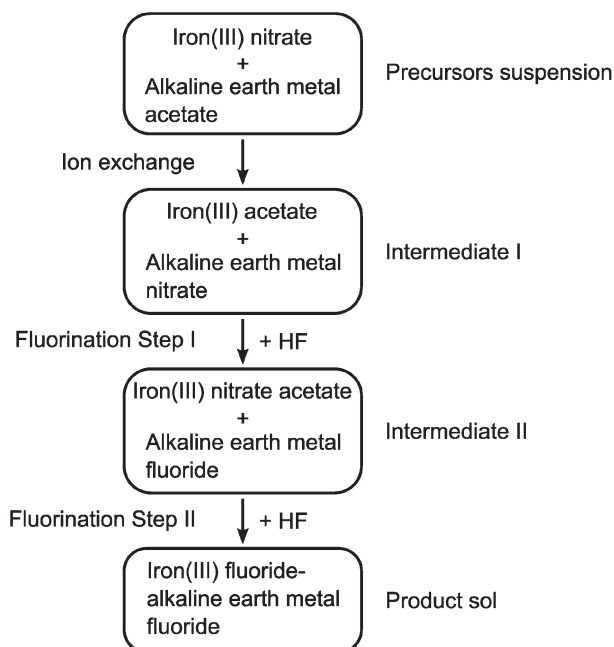 Iron(III) nitrate
+
Alkaline earth metal
acetate
Precursors suspension
Ion exchange
Iron(III) acetate
+
Alkaline earth metal
nitrate
Intermediate I
Fluorination Step I
+ HF
Iron(III) nitrate acetate
+
Alkaline earth metal
fluoride
Intermediate II
Fluorination Step II
+ HF
Iron(III) fluoride-
alkaline earth metal
fluoride
Product sol